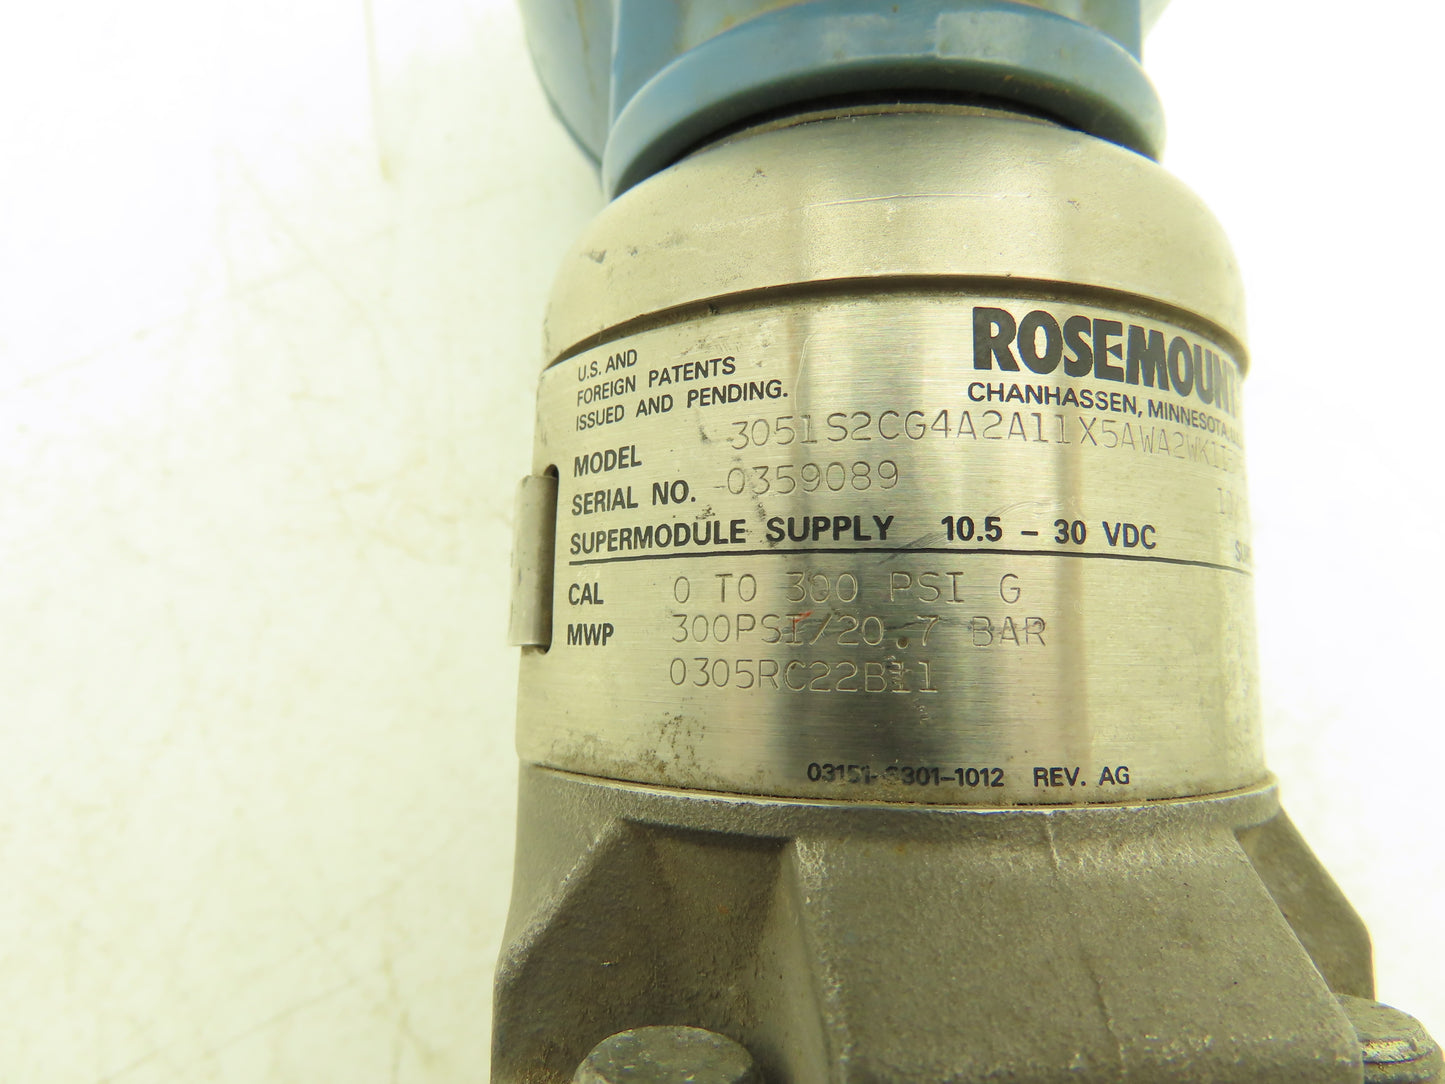 ROSEMOUNT
CHANHASSEN, MINNESOTA
U.S. AND
FOREIGN PATENTS
ISSUED AND PENDING.
MODEL 3051S2CG4A2A11X5AWA2WK1
SERIAL NO. 0359089
SUPERMODULE SUPPLY 10.5 - 30 VDC
CAL 0 TO 300 PSI G
MWP 300PSI/20.7 BAR
0305RC22B11
REV. AG